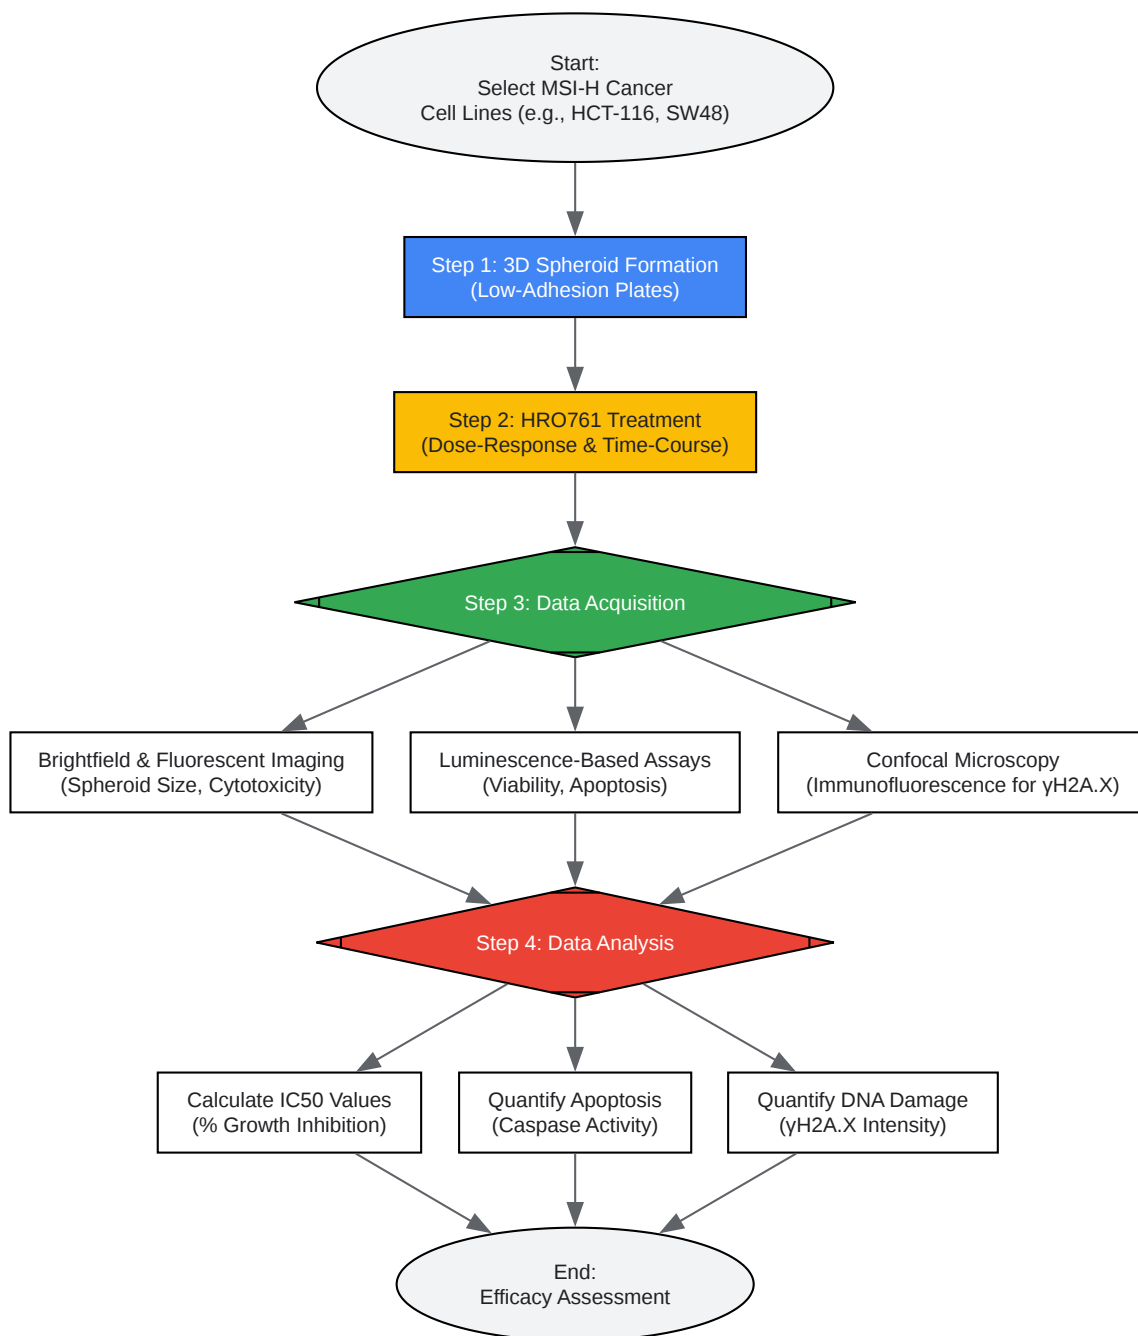 Start:
Select MSI-H Cancer
Cell Lines (e.g., HCT-116, SW48)
Step 1: 3D Spheroid Formation
(Low-Adhesion Plates)
Step 2: HRO761 Treatment
(Dose-Response & Time-Course)
Step 3: Data Acquisition
Brightfield & Fluorescent Imaging
(Spheroid Size, Cytotoxicity)
Luminescence-Based Assays
(Viability, Apoptosis)
Confocal Microscopy
(Immunofluorescence for γH2A.X)
Step 4: Data Analysis
Calculate IC50 Values
(% Growth Inhibition)
Quantify Apoptosis
(Caspase Activity)
Quantify DNA Damage
(γH2A.X Intensity)
End:
Efficacy Assessment